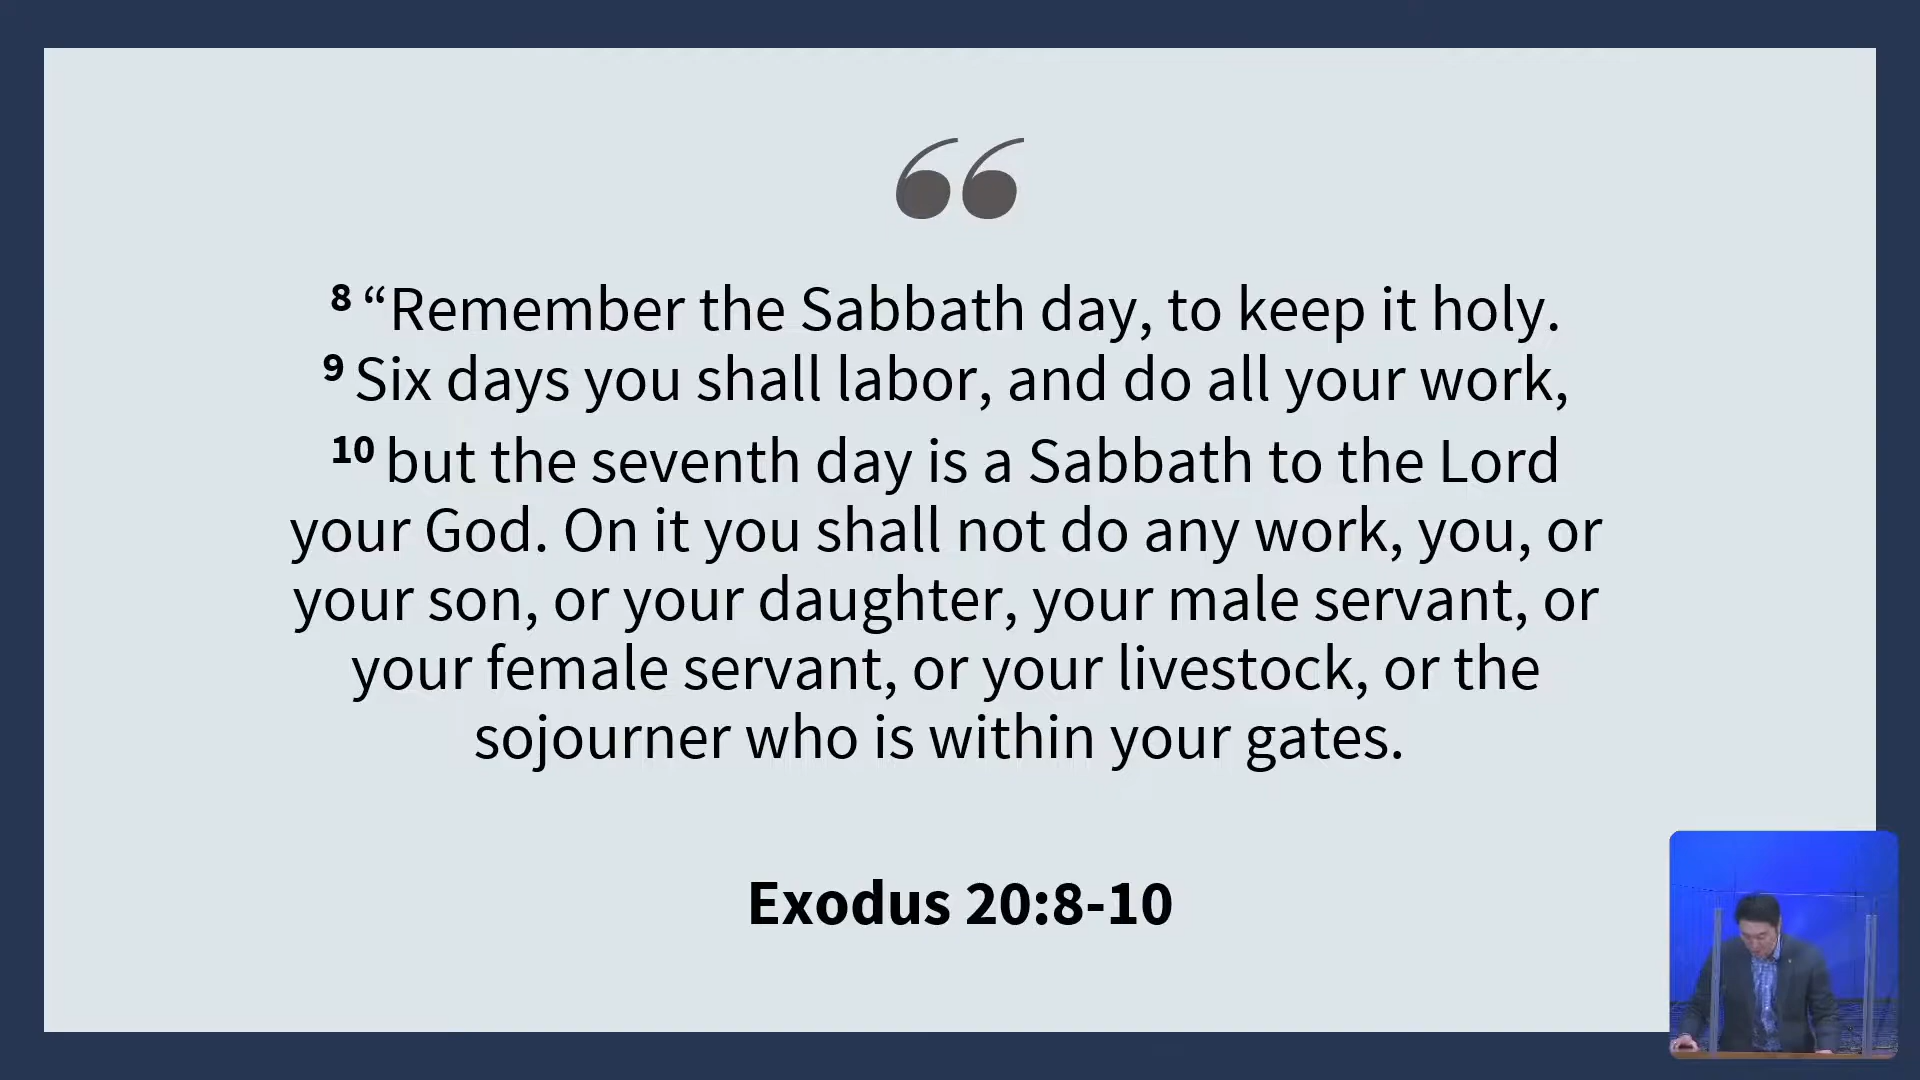 “
8 “Remember the Sabbath day, to keep it holy.
9 Six days you shall labor, and do all your work,
10 but the seventh day is a Sabbath to the Lord
your God. On it you shall not do any work, you, or
your son, or your daughter, your male servant, or
your female servant, or your livestock, or the
sojourner who is within your gates.
Exodus 20:8-10